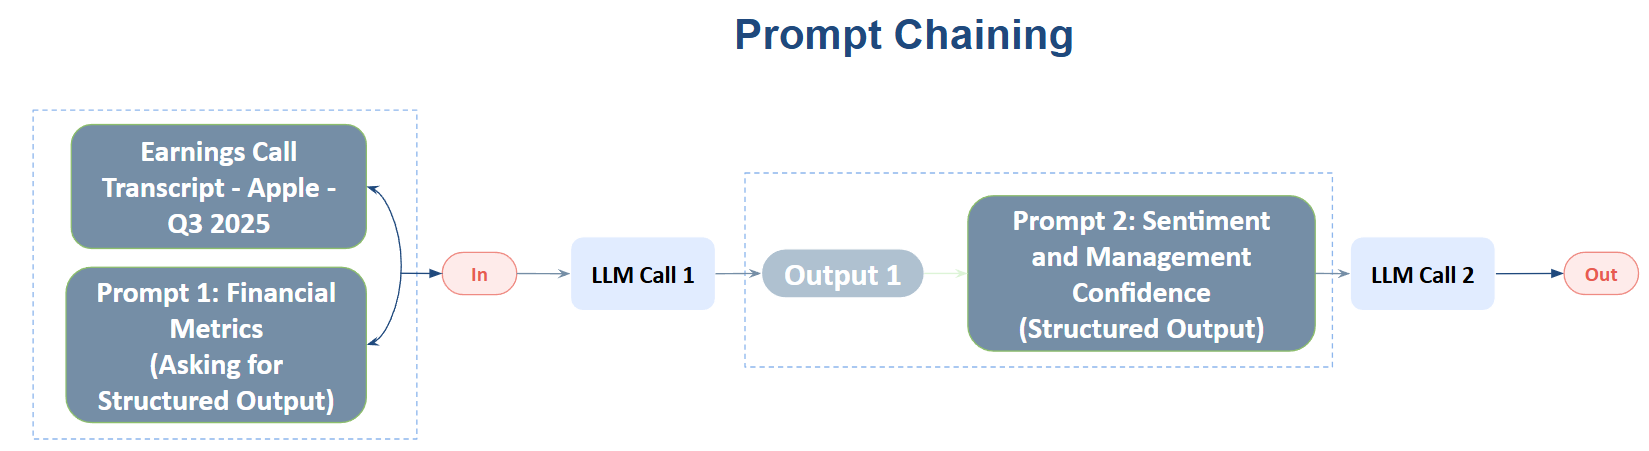 Prompt Chaining
Earnings Call
Transcript - Apple -
Q3 2025
Prompt 1: Financial
Metrics
(Asking for
Structured Output)
In
LLM Call 1
Output 1
Prompt 2: Sentiment
and Management
Confidence
(Structured Output)
LLM Call 2
Out